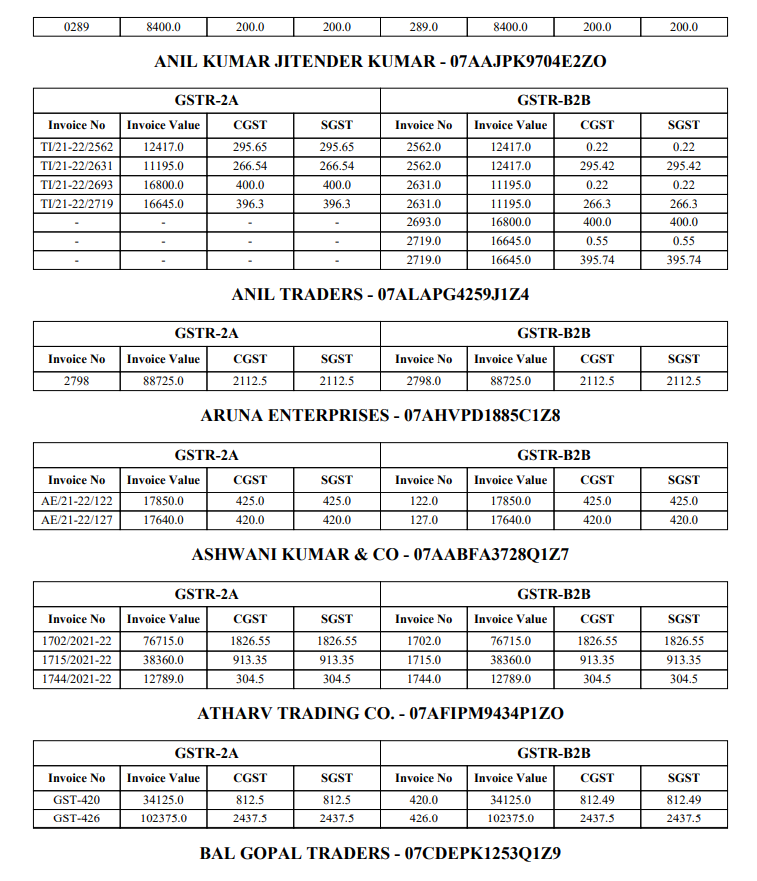 0289 8400.0 200.0 200.0 289.0 8400.0 200.0 200.0
ANIL KUMAR JITENDER KUMAR - 07AAJPK9704E2ZO
GSTR-2A GSTR-B2B
Invoice No Invoice Value CGST SGST Invoice No Invoice Value CGST SGST
TI/21-22/2562 12417.0 295.65 295.65 2562.0 12417.0 0.22 0.22
TI/21-22/2631 11195.0 266.54 266.54 2562.0 12417.0 295.42 295.42
TI/21-22/2693 16800.0 400.0 400.0 2631.0 11195.0 0.22 0.22
TI/21-22/2719 16645.0 396.3 396.3 2631.0 11195.0 266.3 266.3
- - - - 2693.0 16800.0 400.0 400.0
- - - - 2719.0 16645.0 0.55 0.55
- - - - 2719.0 16645.0 395.74 395.74
ANIL TRADERS - 07ALAPG4259J1Z4
GSTR-2A GSTR-B2B
Invoice No Invoice Value CGST SGST Invoice No Invoice Value CGST SGST
2798 88725.0 2112.5 2112.5 2798.0 88725.0 2112.5 2112.5
ARUNA ENTERPRISES - 07AHVPD1885C1Z8
GSTR-2A GSTR-B2B
Invoice No Invoice Value CGST SGST Invoice No Invoice Value CGST SGST
AE/21-22/122 17850.0 425.0 425.0 122.0 17850.0 425.0 425.0
AE/21-22/127 17640.0 420.0 420.0 127.0 17640.0 420.0 420.0
ASHWANI KUMAR & CO - 07AABFA3728Q1Z7
GSTR-2A GSTR-B2B
Invoice No Invoice Value CGST SGST Invoice No Invoice Value CGST SGST
1702/2021-22 76715.0 1826.55 1826.55 1702.0 76715.0 1826.55 1826.55
1715/2021-22 38360.0 913.35 913.35 1715.0 38360.0 913.35 913.35
1744/2021-22 12789.0 304.5 304.5 1744.0 12789.0 304.5 304.5
ATHARV TRADING CO. - 07AFIPM9434P1ZO
GSTR-2A GSTR-B2B
Invoice No Invoice Value CGST SGST Invoice No Invoice Value CGST SGST
GST-420 34125.0 812.5 812.5 420.0 34125.0 812.49 812.49
GST-426 102375.0 2437.5 2437.5 426.0 102375.0 2437.5 2437.5
BAL GOPAL TRADERS - 07CDEPK1253Q1Z9